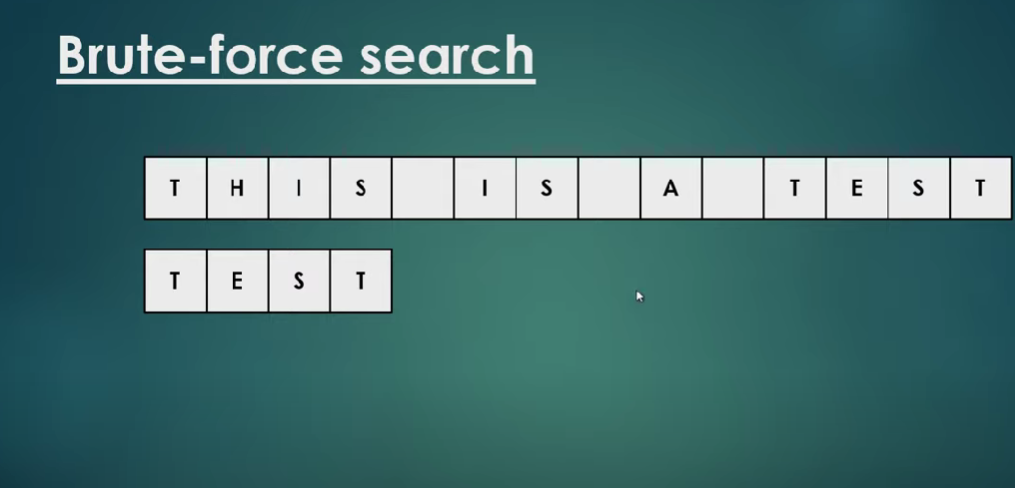 Brute-force search
T H I S I S A T E S T
T E S T